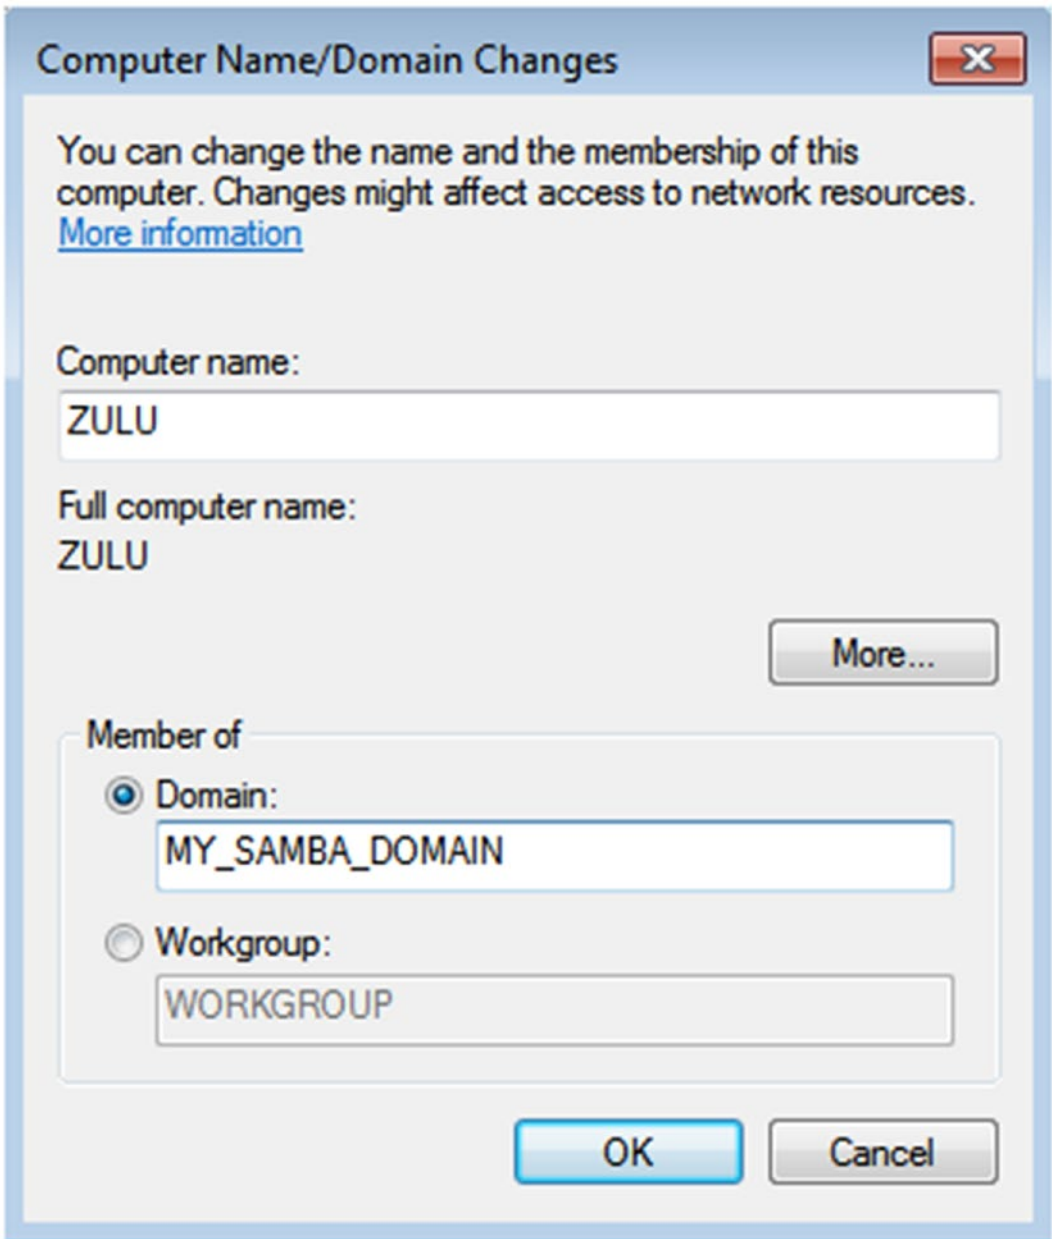 Computer Name/Domain Changes
You can change the name and the membership of this
computer. Changes might affect access to network resources.
More information
Computer name:
ZULU
Full computer name:
ZULU
More...
Member of
Domain:
MY_SAMBA_DOMAIN
Workgroup:
WORKGROUP
OK
Cancel